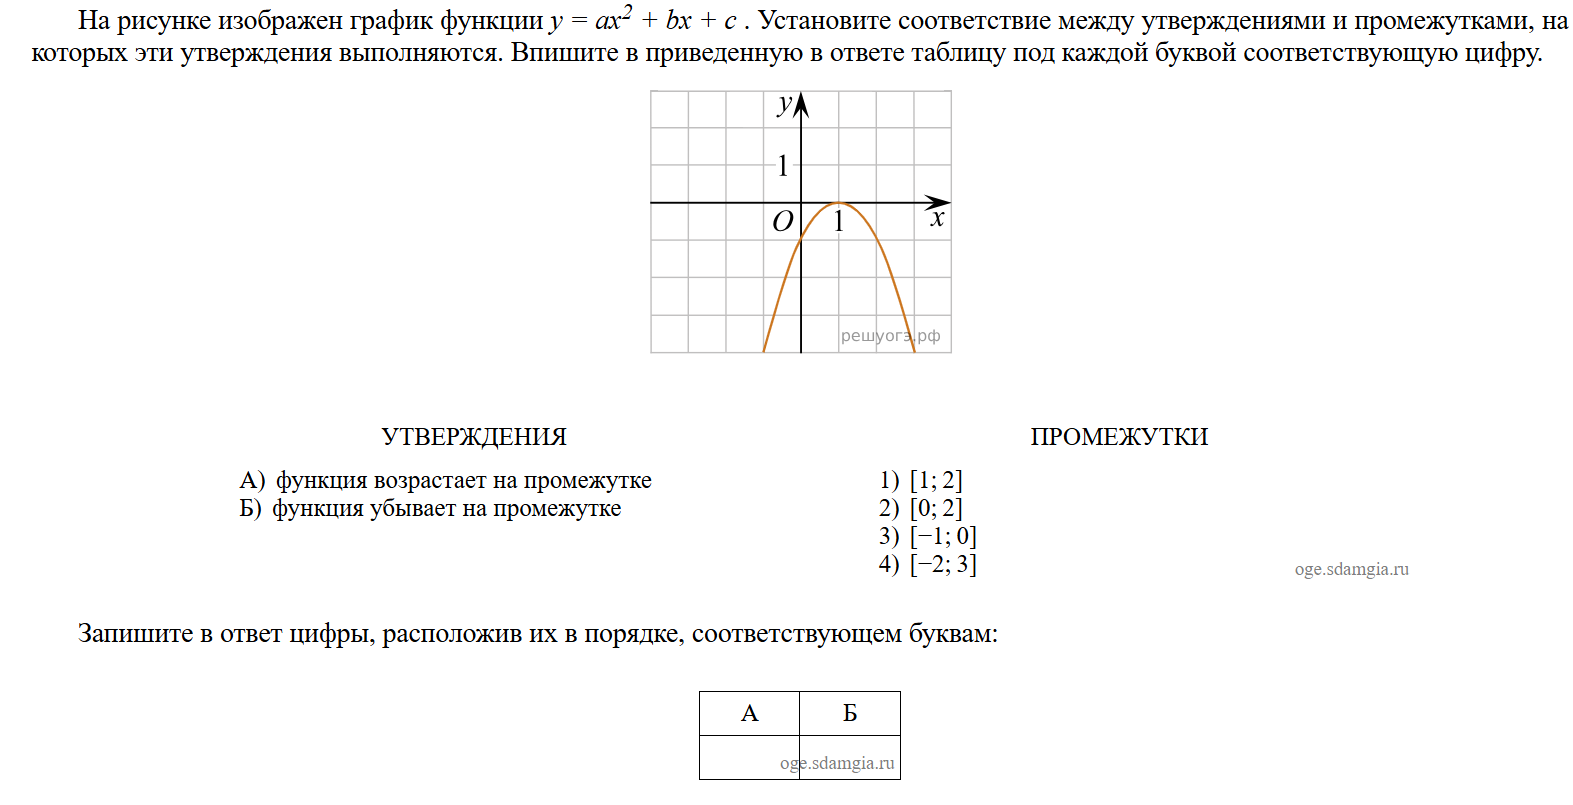 На рисунке изображен график функции y = ax² + bx + c . Установите соответствие между утверждениями и промежутками, на
которых эти утверждения выполняются. Впишите в приведенную в ответе таблицу под каждой буквой соответствующую цифру.
y
1
O 1 x
решуогэ.рф
УТВЕРЖДЕНИЯ ПРОМЕЖУТКИ
А) функция возрастает на промежутке 1) [1; 2]
Б) функция убывает на промежутке 2) [0; 2]
3) [−1; 0]
4) [−2; 3]
oge.sdamgia.ru
Запишите в ответ цифры, расположив их в порядке, соответствующем буквам:
А Б
oge.sdamgia.ru